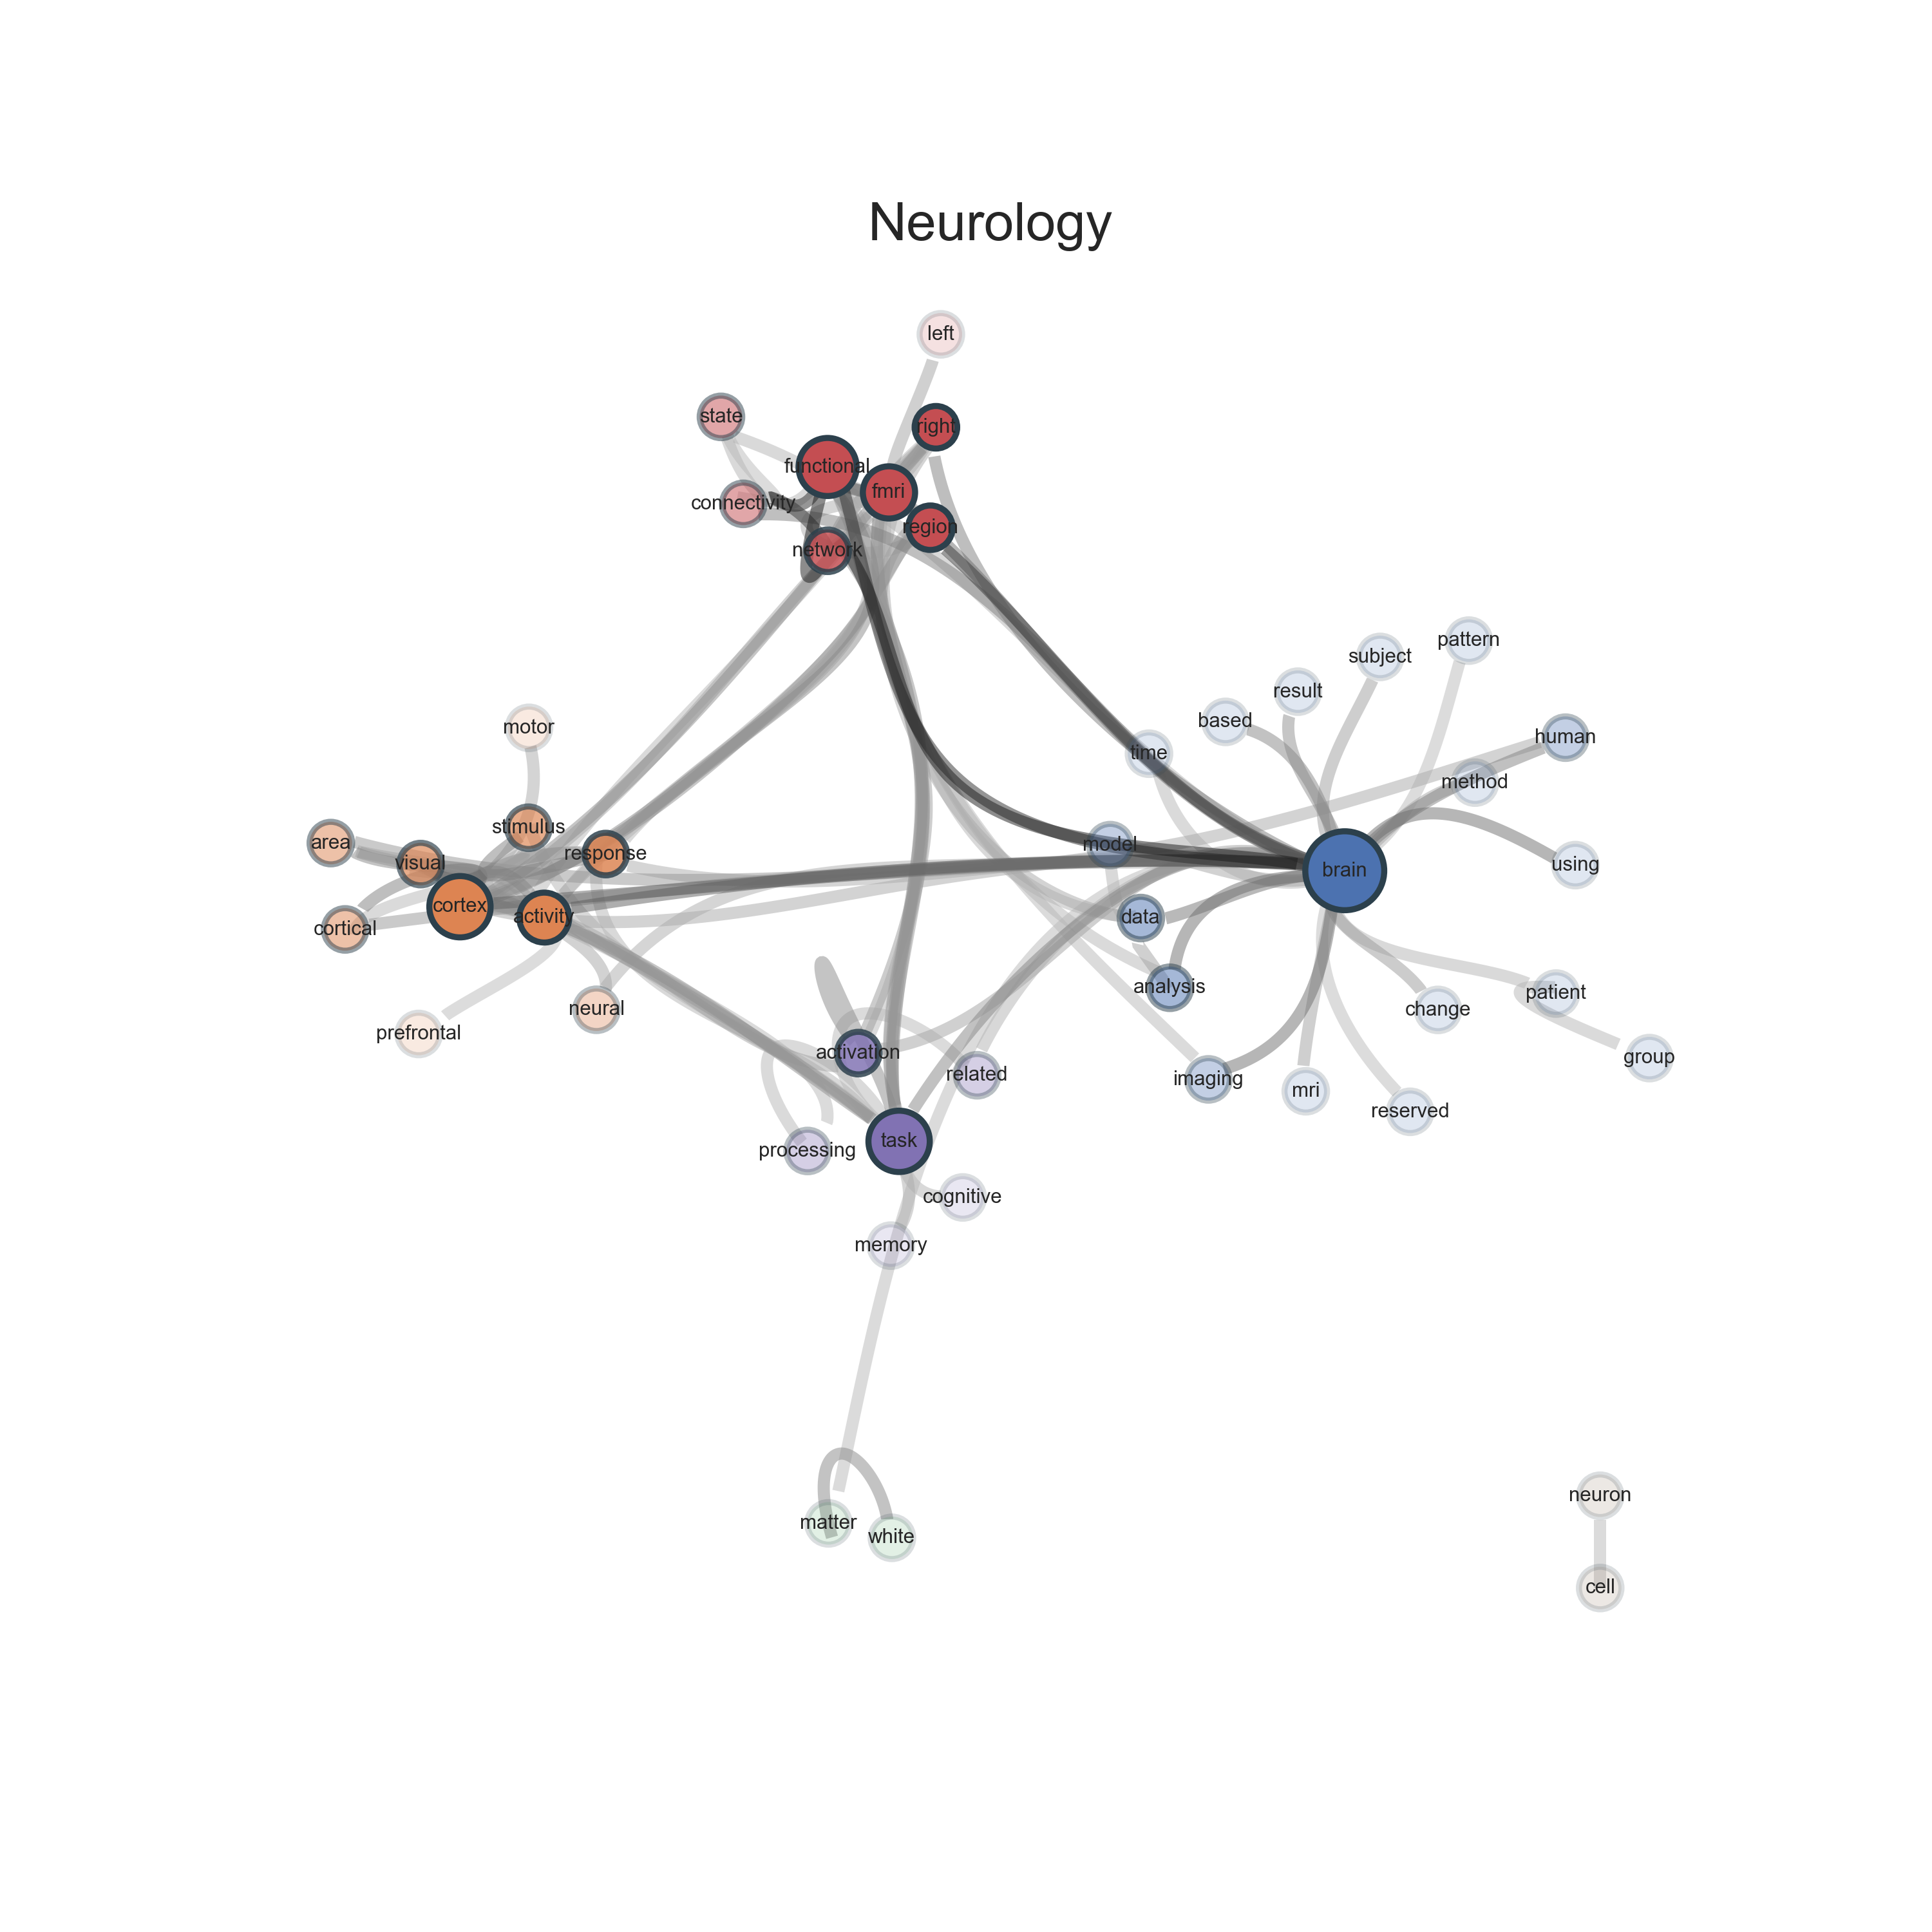 Neurology
left
state
right
functional
fmri
connectivity
region
network
pattern
subject
result
based
motor
human
time
method
stimulus
area
response
model
visual
using
brain
cortex
activity
data
cortical
analysis
patient
neural
change
prefrontal
activation
group
related
imaging
mri
reserved
task
processing
cognitive
memory
neuron
matter
white
cell